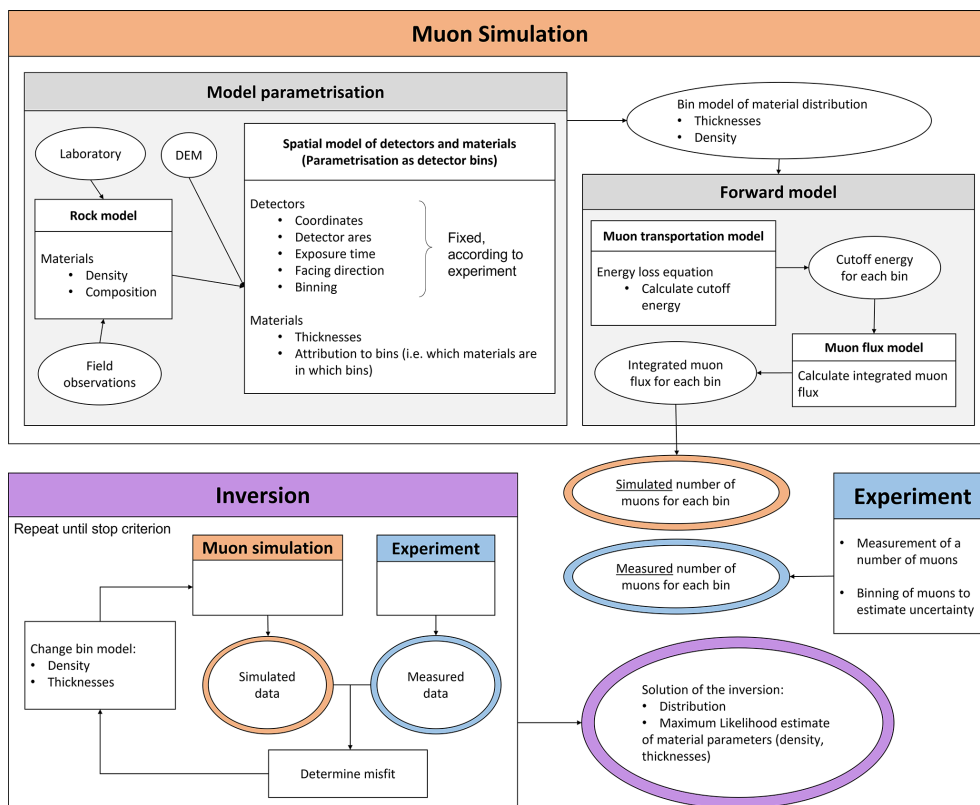 Muon Simulation
Model parametrisation
Laboratory
DEM
Rock model
Materials
• Density
• Composition
Field
observations
Spatial model of detectors and materials
(Parametrisation as detector bins)
Detectors
• Coordinates
• Detector ares
• Exposure time
• Facing direction
• Binning
Fixed,
according to
experiment
Materials
• Thicknesses
• Attribution to bins (i.e. which materials are
in which bins)
Bin model of material distribution
• Thicknesses
• Density
Forward model
Muon transportation model
Energy loss equation
• Calculate cutoff
energy
Cutoff energy
for each bin
Muon flux model
Calculate integrated muon
flux
Integrated muon
flux for each bin
Simulated number of
muons for each bin
Measured number of
muons for each bin
Experiment
• Measurement of a
number of muons
• Binning of muons to
estimate uncertainty
Inversion
Repeat until stop criterion
Muon simulation
Experiment
Change bin model:
• Density
• Thicknesses
Simulated
data
Measured
data
Determine misfit
Solution of the inversion:
• Distribution
• Maximum Likelihood estimate
of material parameters (density,
thicknesses)